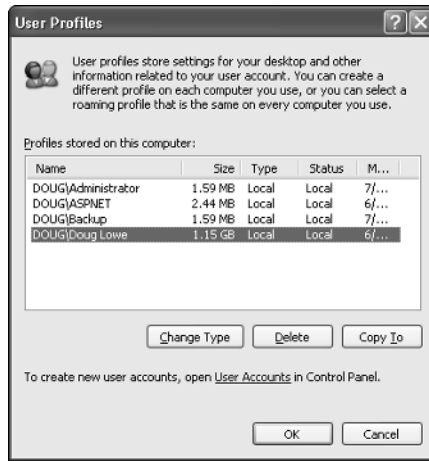 User Profiles
User profiles store settings for your desktop and other
information related to your user account. You can create a
different profile on each computer you use, or you can select a
roaming profile that is the same on every computer you use.
Profiles stored on this computer:
Name Size Type Status M...
DOUG\Administrator 1.59 MB Local Local 7/...
DOUG\ASPNET 2.44 MB Local Local 6/...
DOUG\Backup 1.59 MB Local Local 7/...
DOUG\Doug Lowe 1.15 GB Local Local 6/...
Change Type Delete Copy To
To create new user accounts, open User Accounts in Control Panel.
OK Cancel